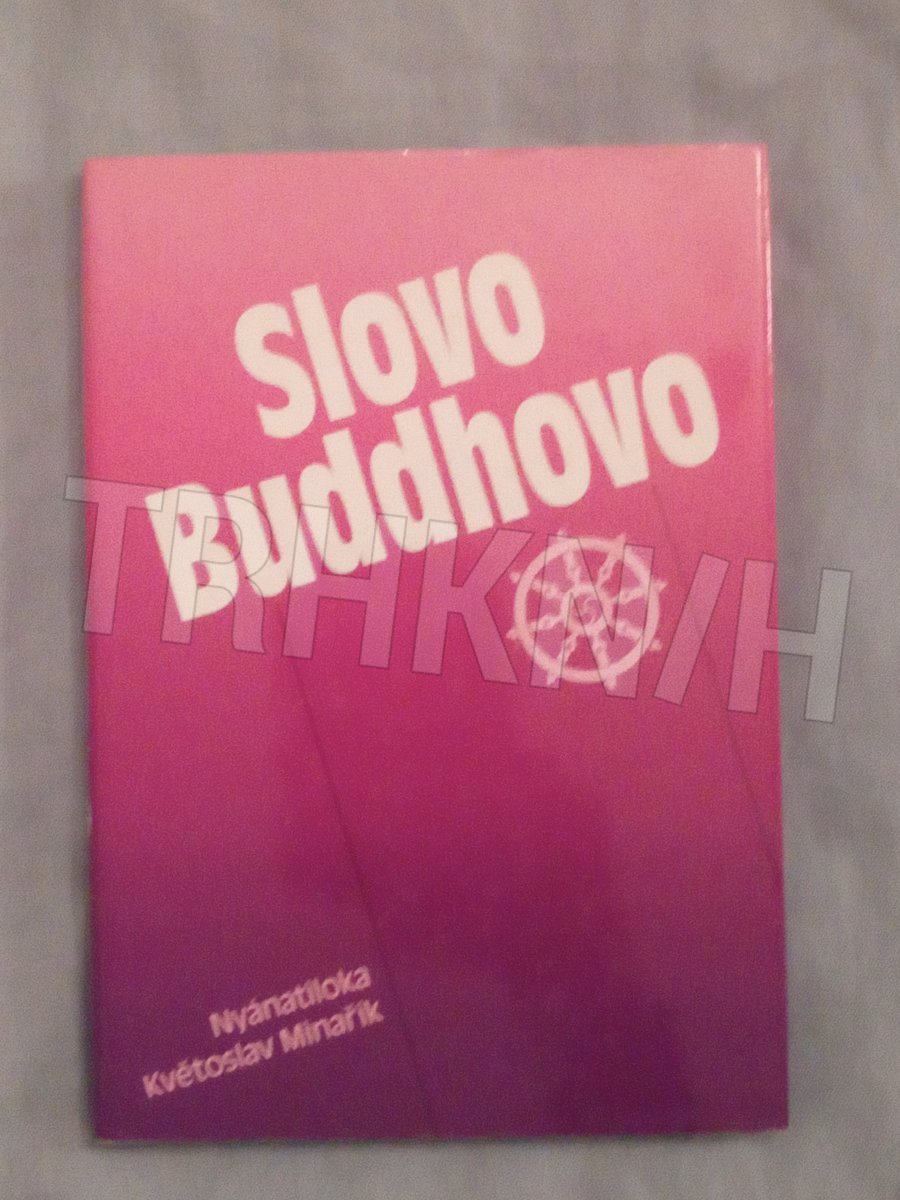 Slovo
Buddhovo
TRHKNIH
Nyánatiloka
Květoslav Minařík